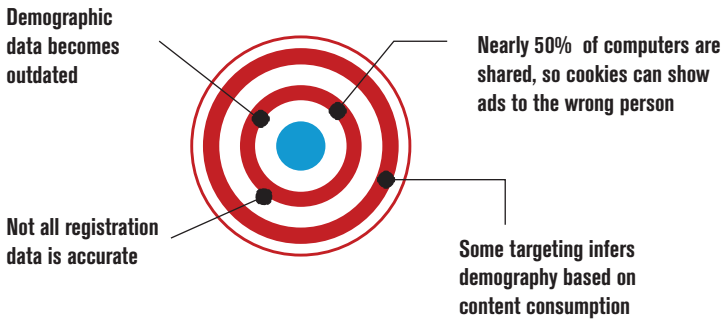 Demographic
data becomes
outdated
Nearly 50% of computers are
shared, so cookies can show
ads to the wrong person
Not all registration
data is accurate
Some targeting infers
demography based on
content consumption